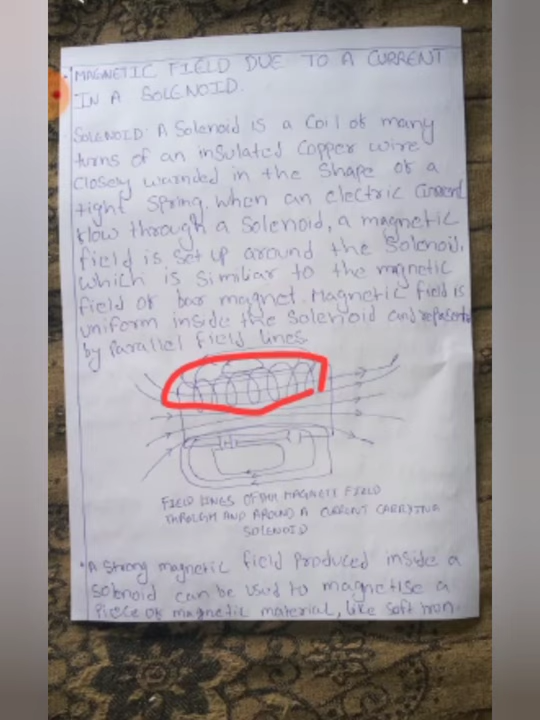 MAGNETIC FIELD DUE TO A CURRENT
IN A SOLENOID.
SOLENOID: A Solenoid is a Coil of many
turns of an insulated Copper wire
Closely warnded in the Shape of a
tight Spring. When an electric Current
flow through a Solenoid, a magnetic
field is set up around the Solenoid.
Which is Similiar to the mgnetic
field of bar magnet. Magnetic field is
uniform inside the Solenoid and represente
by Parallel field lines.
FIELD LINES OF THE MAGNETIC FIELD
THROUGH AND AROUND A CURRENT CARRYING
SOLENOID
• A Strong magnetic field Produced inside a
Solenoid can be used to magnetise a
Piece of magnetic material, like Soft Iron.